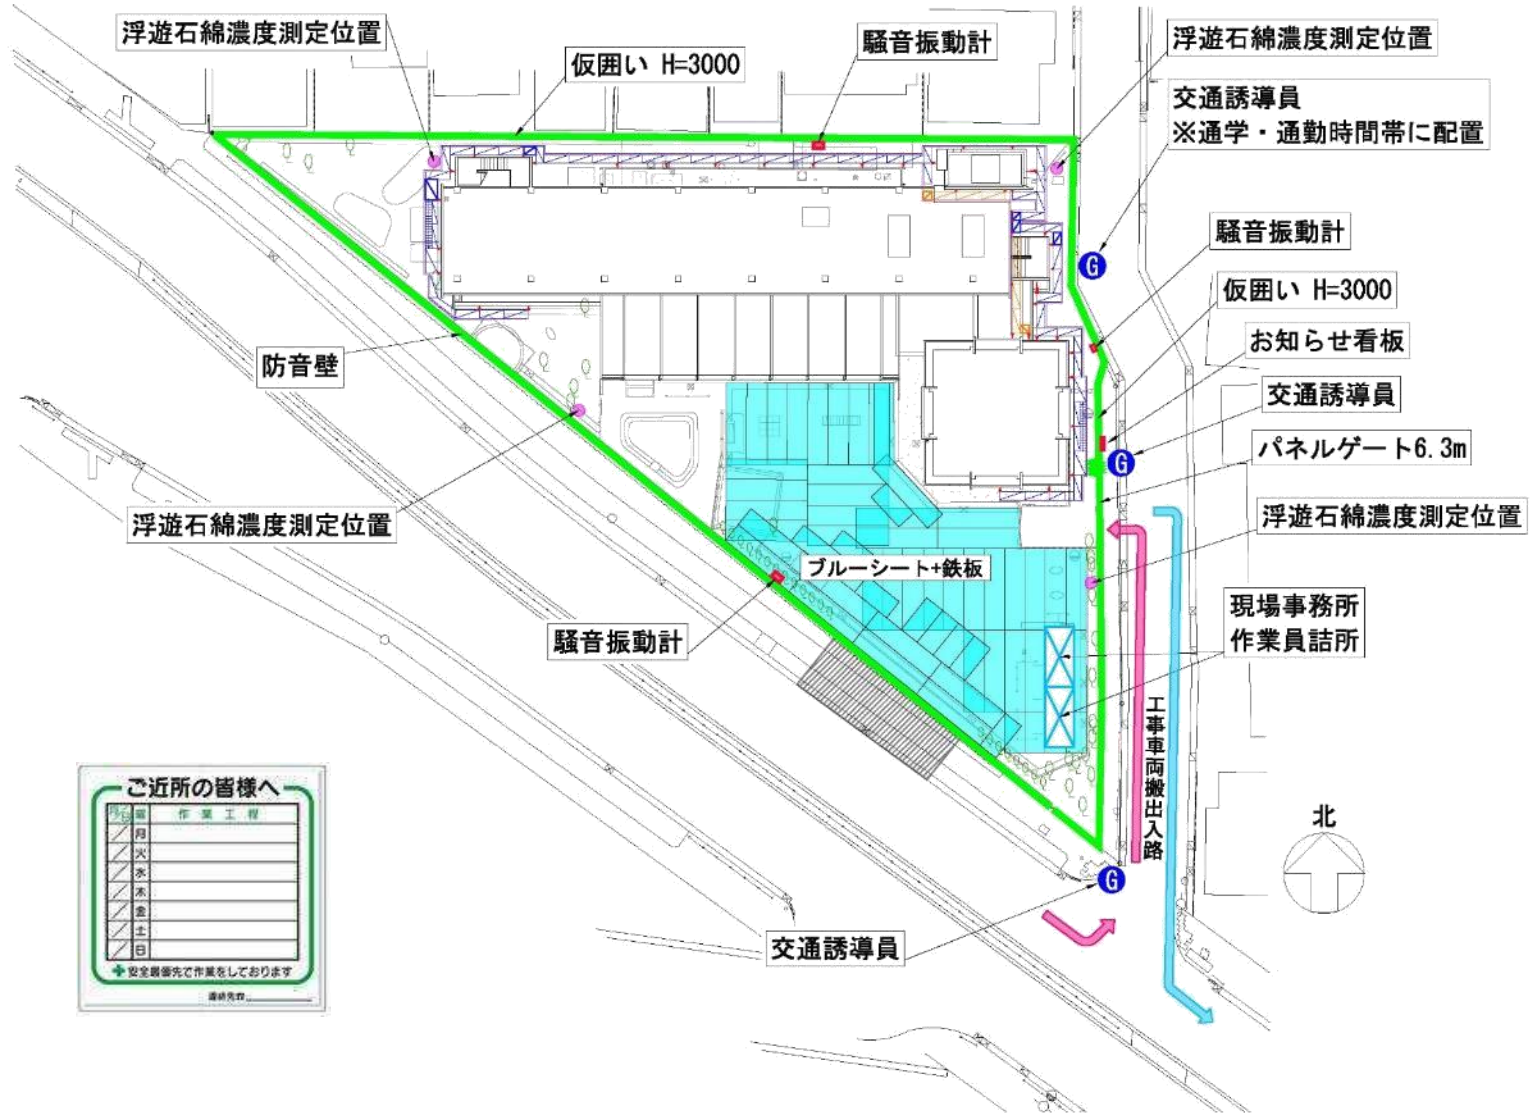 浮遊石綿濃度測定位置
仮囲い H=3000
騒音振動計
浮遊石綿濃度測定位置
交通誘導員
※通学・通勤時間帯に配置
G
騒音振動計
仮囲い H=3000
お知らせ看板
防音壁
交通誘導員
G
パネルゲート6.3m
浮遊石綿濃度測定位置
浮遊石綿濃度測定位置
ブルーシート+鉄板
騒音振動計
現場事務所
作業員詰所
工事車両搬出入路
G
交通誘導員
北
ご近所の皆様へ
月/日 曜 作業工程
/ 月
/ 火
/ 水
/ 木
/ 金
/ 土
/ 日
安全最優先で作業をしております